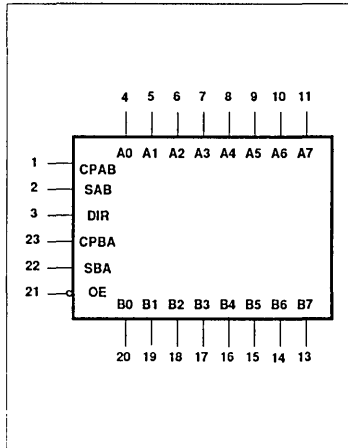 4 5 6 7 8 9 10 11
A0 A1 A2 A3 A4 A5 A6 A7
1 CPAB
2 SAB
3 DIR
23 CPBA
22 SBA
21 OE
B0 B1 B2 B3 B4 B5 B6 B7
20 19 18 17 16 15 14 13